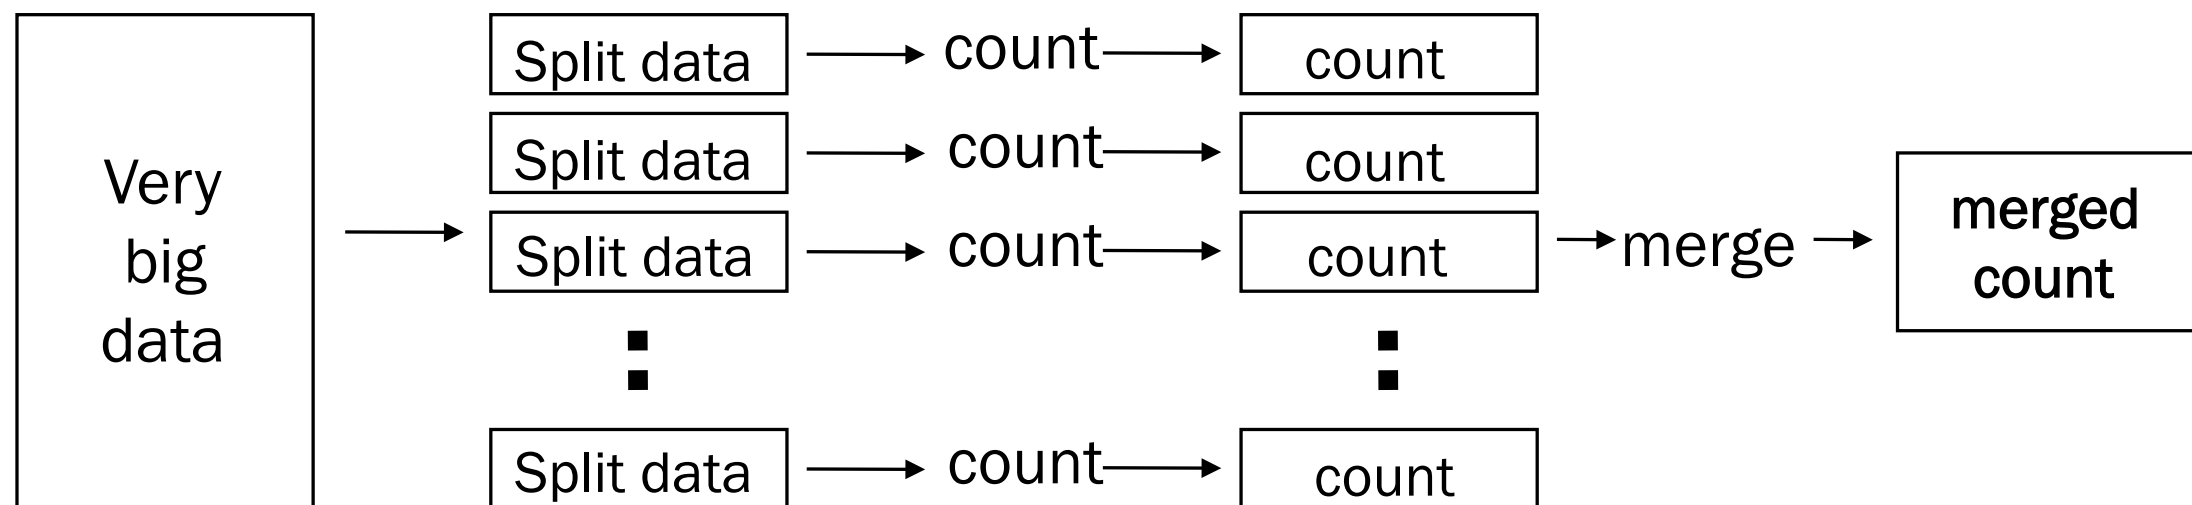 Very
big
data
Split data count count
Split data count count
Split data count count
Split data count count
merge
merged
count